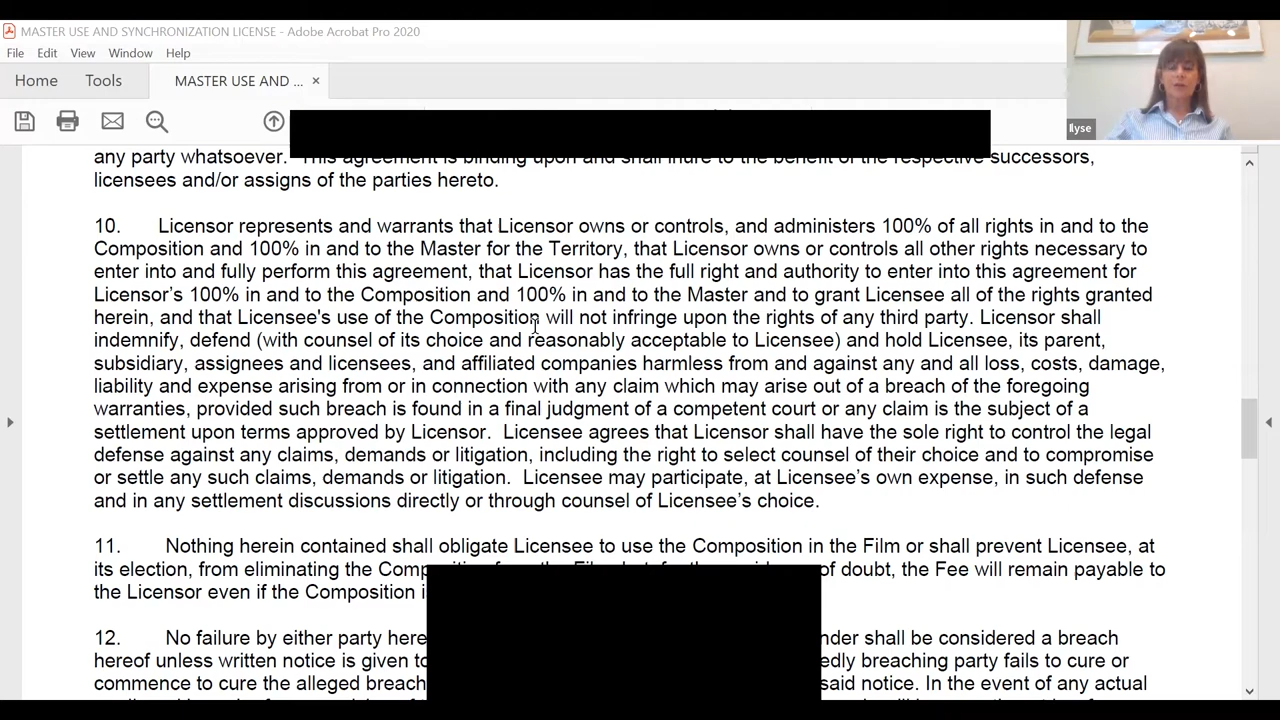 MASTER USE AND SYNCHRONIZATION LICENSE - Adobe Acrobat Pro 2020
File Edit View Window Help
Home Tools MASTER USE AND ... ×
Ilyse
any party whatsoever. This agreement is binding upon and shall inure to the benefit of the respective successors,
licensees and/or assigns of the parties hereto.
10. Licensor represents and warrants that Licensor owns or controls, and administers 100% of all rights in and to the
Composition and 100% in and to the Master for the Territory, that Licensor owns or controls all other rights necessary to
enter into and fully perform this agreement, that Licensor has the full right and authority to enter into this agreement for
Licensor’s 100% in and to the Composition and 100% in and to the Master and to grant Licensee all of the rights granted
herein, and that Licensee's use of the Composition will not infringe upon the rights of any third party. Licensor shall
indemnify, defend (with counsel of its choice and reasonably acceptable to Licensee) and hold Licensee, its parent,
subsidiary, assignees and licensees, and affiliated companies harmless from and against any and all loss, costs, damage,
liability and expense arising from or in connection with any claim which may arise out of a breach of the foregoing
warranties, provided such breach is found in a final judgment of a competent court or any claim is the subject of a
settlement upon terms approved by Licensor. Licensee agrees that Licensor shall have the sole right to control the legal
defense against any claims, demands or litigation, including the right to select counsel of their choice and to compromise
or settle any such claims, demands or litigation. Licensee may participate, at Licensee’s own expense, in such defense
and in any settlement discussions directly or through counsel of Licensee’s choice.
11. Nothing herein contained shall obligate Licensee to use the Composition in the Film or shall prevent Licensee, at
its election, from eliminating the of doubt, the Fee will remain payable to
the Licensor even if the Composition
12. No failure by either party shall be considered a breach
hereof unless written notice is given breaching party fails to cure or
commence to cure the alleged breach said notice. In the event of any actual